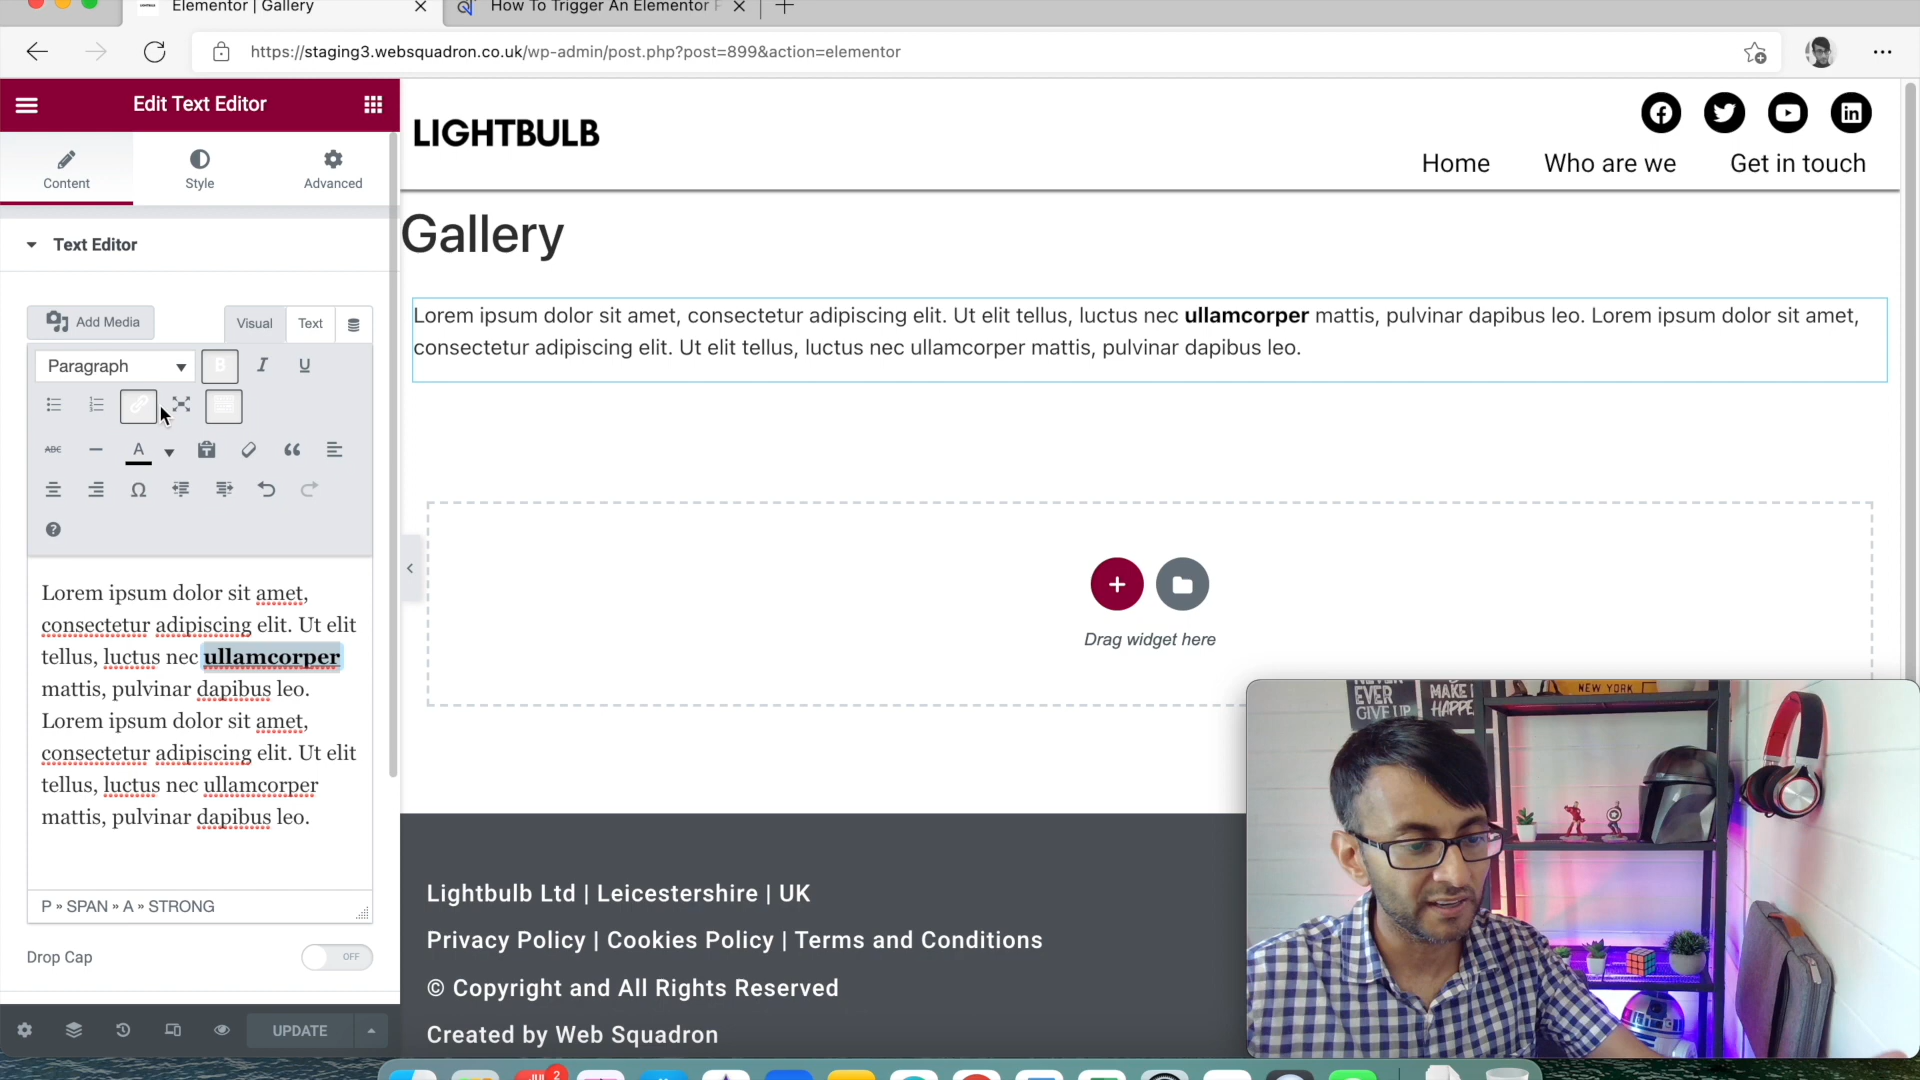 Elementor | Gallery
How To Trigger An Elementor P
https://staging3.websquadron.co.uk/wp-admin/post.php?post=899&action=elementor
Edit Text Editor
Content
Style
Advanced
Text Editor
Add Media
Visual
Text
Paragraph
B
I
U
ABC
A
Ω
Lorem ipsum dolor sit amet,
consectetur adipiscing elit. Ut elit
tellus, luctus nec ullamcorper
mattis, pulvinar dapibus leo.
Lorem ipsum dolor sit amet,
consectetur adipiscing elit. Ut elit
tellus, luctus nec ullamcorper
mattis, pulvinar dapibus leo.
P » SPAN » A » STRONG
Drop Cap
OFF
UPDATE
LIGHTBULB
Home
Who are we
Get in touch
Gallery
Lorem ipsum dolor sit amet, consectetur adipiscing elit. Ut elit tellus, luctus nec ullamcorper mattis, pulvinar dapibus leo. Lorem ipsum dolor sit amet,
consectetur adipiscing elit. Ut elit tellus, luctus nec ullamcorper mattis, pulvinar dapibus leo.
Drag widget here
Lightbulb Ltd | Leicestershire | UK
Privacy Policy | Cookies Policy | Terms and Conditions
© Copyright and All Rights Reserved
Created by Web Squadron
EVER
GIVE UP
MAKE I
HAPPE
NEW YORK
2